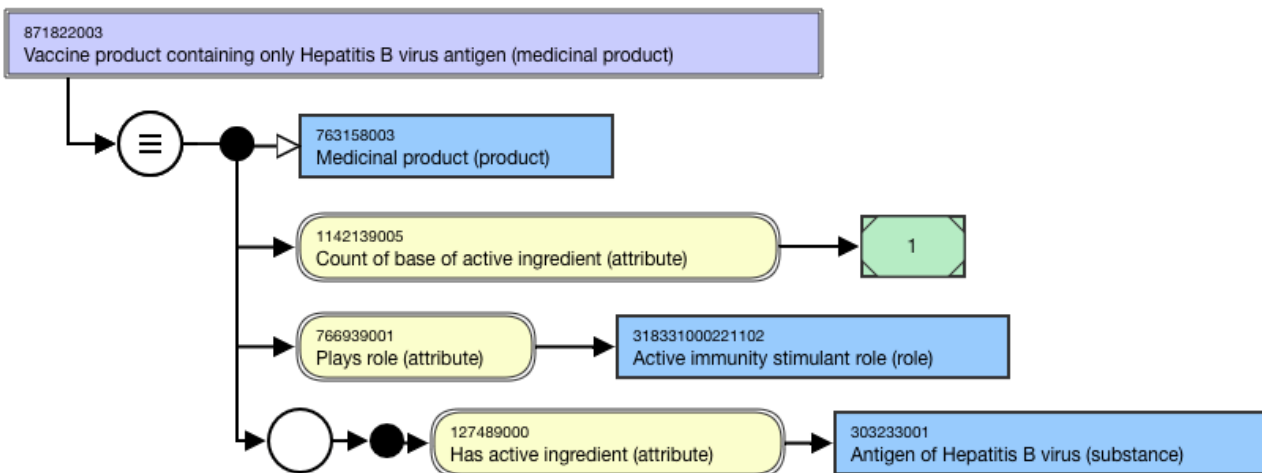 871822003
Vaccine product containing only Hepatitis B virus antigen (medicinal product)
763158003
Medicinal product (product)
1142139005
Count of base of active ingredient (attribute)
1
766939001
Plays role (attribute)
318331000221102
Active immunity stimulant role (role)
127489000
Has active ingredient (attribute)
303233001
Antigen of Hepatitis B virus (substance)